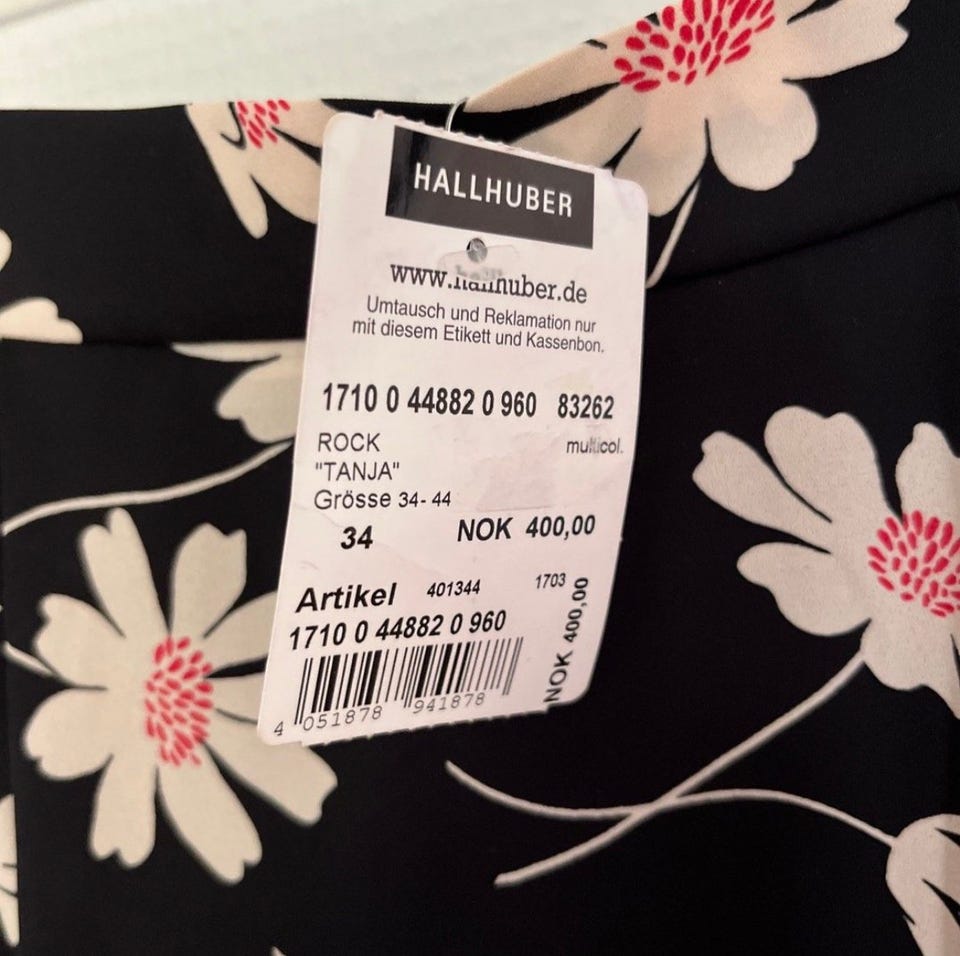 HALLHUBER
www.hallhuber.de
Umtausch und Reklamation nur
mit diesem Etikett und Kassenbon.
1710 0 44882 0 960 83262
ROCK multicol.
"TANJA"
Grösse 34- 44
34 NOK 400,00
Artikel 401344 1703
1710 0 44882 0 960
NOK 400,00
4 051878 941878